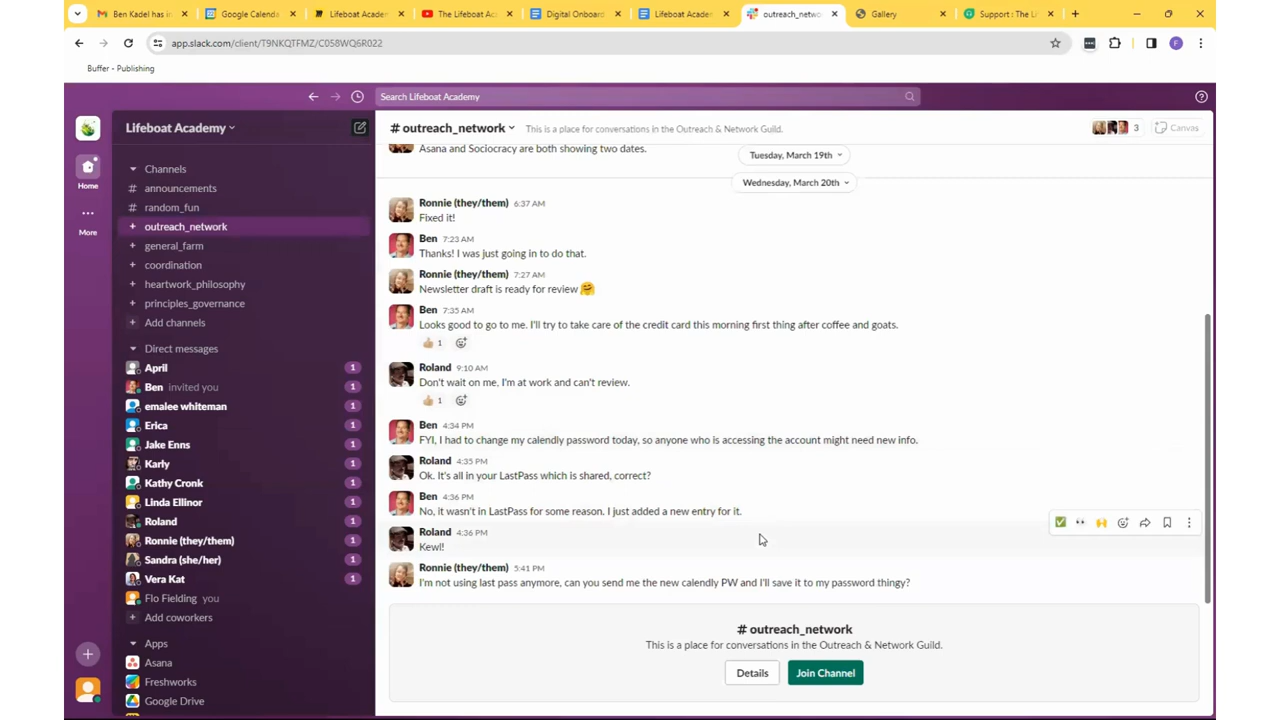 Ben Kadel has in
Google Calenda
Lifeboat Acade
The Lifeboat Ac
Digital Onboard
Lifeboat Acade
outreach_netwo
Gallery
Support : The Li
app.slack.com/client/T9NKQTFMZ/C058WQ6R022
F
Buffer - Publishing
Search Lifeboat Academy
Lifeboat Academy
# outreach_network
This is a place for conversations in the Outreach & Network Guild.
3
Canvas
Home
More
Channels
# announcements
# random_fun
+ outreach_network
+ general_farm
+ coordination
+ heartwork_philosophy
+ principles_governance
+ Add channels
Direct messages
April 1
Ben invited you 1
emalee whiteman 1
Erica 1
Jake Enns 1
Karly 1
Kathy Cronk 1
Linda Ellinor 1
Roland 1
Ronnie (they/them) 1
Sandra (she/her) 1
Vera Kat 1
Flo Fielding you
+ Add coworkers
Apps
Asana
Freshworks
Google Drive
Asana and Sociocracy are both showing two dates.
Tuesday, March 19th
Wednesday, March 20th
Ronnie (they/them) 6:37 AM
Fixed it!
Ben 7:23 AM
Thanks! I was just going in to do that.
Ronnie (they/them) 7:27 AM
Newsletter draft is ready for review 🤗
Ben 7:35 AM
Looks good to go to me. I'll try to take care of the credit card this morning first thing after coffee and goats.
1
Roland 9:10 AM
Don't wait on me, I'm at work and can't review.
1
Ben 4:34 PM
FYI, I had to change my calendly password today, so anyone who is accessing the account might need new info.
Roland 4:35 PM
Ok. It's all in your LastPass which is shared, correct?
Ben 4:36 PM
No, it wasn't in LastPass for some reason. I just added a new entry for it.
Roland 4:36 PM
Kewl!
Ronnie (they/them) 5:41 PM
I'm not using last pass anymore, can you send me the new calendly PW and I'll save it to my password thingy?
# outreach_network
This is a place for conversations in the Outreach & Network Guild.
Details
Join Channel